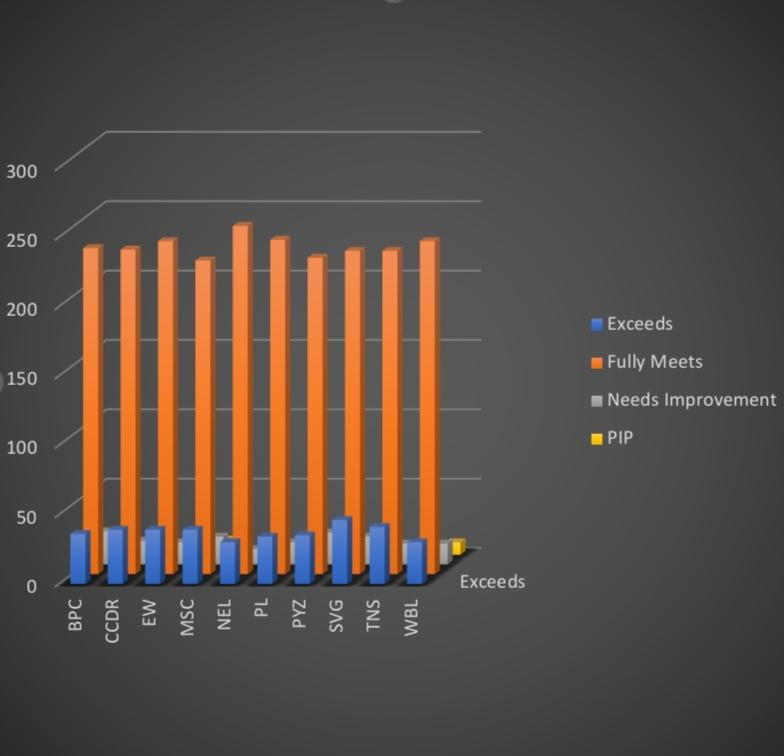 300
250
200
150
100
50
0
BPC
CCDR
EW
MSC
NEL
PL
PYZ
SVG
TNS
WBL
Exceeds
Exceeds
Fully Meets
Needs Improvement
PIP